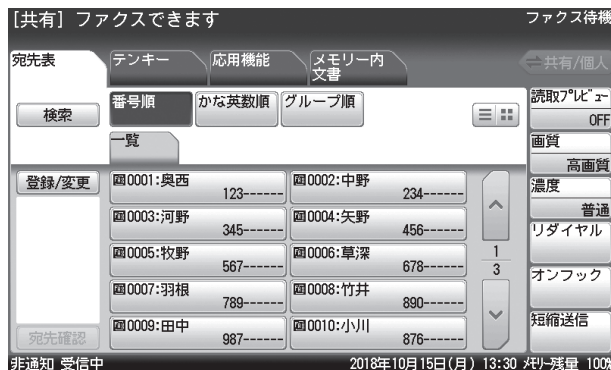 [共有] ファクスできます
ファクス待機
宛先表
テンキー
応用機能
メモリー内
文書
共有/個人
検索
番号順
かな英数順
グループ順
一覧
読取プレビュー
OFF
画質
高画質
濃度
普通
リダイヤル
オンフック
短縮送信
登録/変更
0001:奥西
123------
0002:中野
234------
0003:河野
345------
0004:矢野
456------
0005:牧野
567------
0006:草深
678------
0007:羽根
789------
0008:竹井
890------
0009:田中
987------
0010:小川
876------
1
3
宛先確認
非通知 受信中
2018年10月15日(月) 13:30 メモリー残量 100%